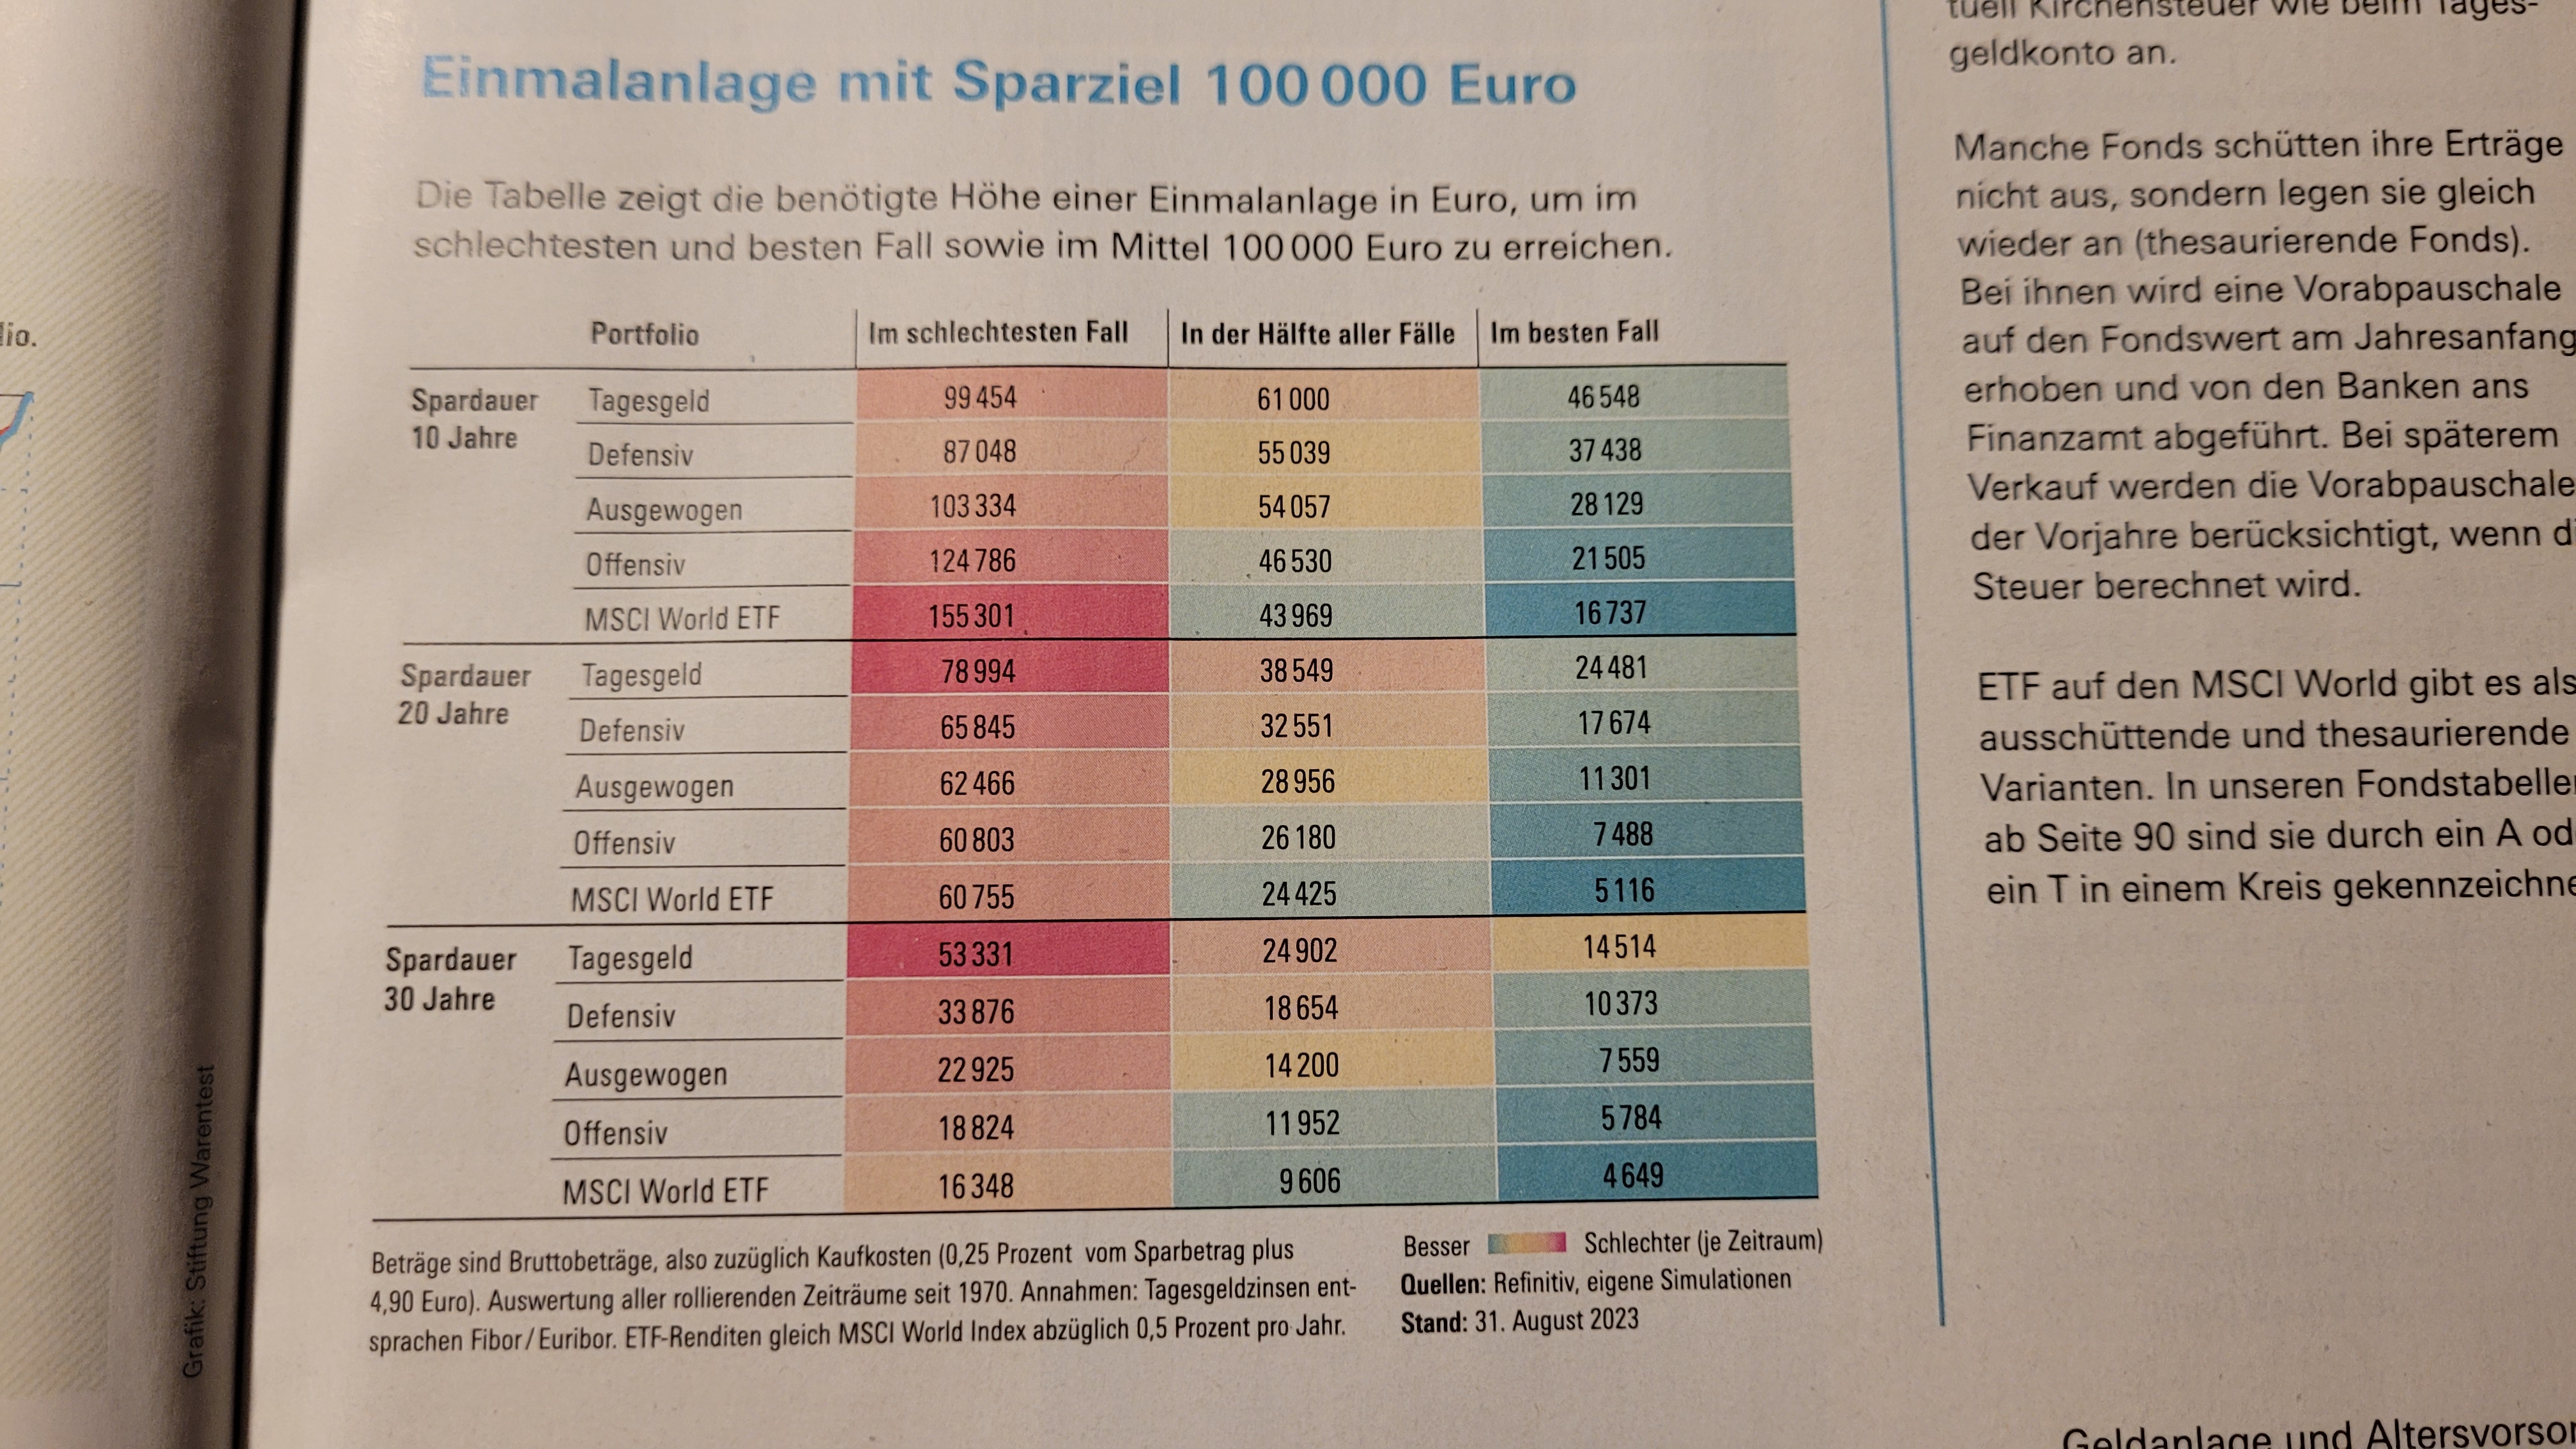 lio.
Grafik: Stiftung Warentest
Einmalanlage mit Sparziel 100 000 Euro
Die Tabelle zeigt die benötigte Höhe einer Einmalanlage in Euro, um im
schlechtesten und besten Fall sowie im Mittel 100 000 Euro zu erreichen.
Portfolio Im schlechtesten Fall In der Hälfte aller Fälle Im besten Fall
Spardauer Tagesgeld 99 454 61 000 46 548
10 Jahre Defensiv 87 048 55 039 37 438
Ausgewogen 103 334 54 057 28 129
Offensiv 124 786 46 530 21 505
MSCI World ETF 155 301 43 969 16 737
Spardauer Tagesgeld 78 994 38 549 24 481
20 Jahre Defensiv 65 845 32 551 17 674
Ausgewogen 62 466 28 956 11 301
Offensiv 60 803 26 180 7 488
MSCI World ETF 60 755 24 425 5 116
Spardauer Tagesgeld 53 331 24 902 14 514
30 Jahre Defensiv 33 876 18 654 10 373
Ausgewogen 22 925 14 200 7 559
Offensiv 18 824 11 952 5 784
MSCI World ETF 16 348 9 606 4 649
Beträge sind Bruttobeträge, also zuzüglich Kaufkosten (0,25 Prozent vom Sparbetrag plus
4,90 Euro). Auswertung aller rollierenden Zeiträume seit 1970. Annahmen: Tagesgeldzinsen ent-
sprachen Fibor/Euribor. ETF-Renditen gleich MSCI World Index abzüglich 0,5 Prozent pro Jahr.
Besser Schlechter (je Zeitraum)
Quellen: Refinitiv, eigene Simulationen
Stand: 31. August 2023
tuell Kirchensteuer wie beim Tages-
geldkonto an.
Manche Fonds schütten ihre Erträge
nicht aus, sondern legen sie gleich
wieder an (thesaurierende Fonds).
Bei ihnen wird eine Vorabpauschale
auf den Fondswert am Jahresanfang
erhoben und von den Banken ans
Finanzamt abgeführt. Bei späterem
Verkauf werden die Vorabpauschale
der Vorjahre berücksichtigt, wenn d
Steuer berechnet wird.
ETF auf den MSCI World gibt es als
ausschüttende und thesaurierende
Varianten. In unseren Fondstabelle
ab Seite 90 sind sie durch ein A od
ein T in einem Kreis gekennzeichne
Geldanlage und Altersvorsor